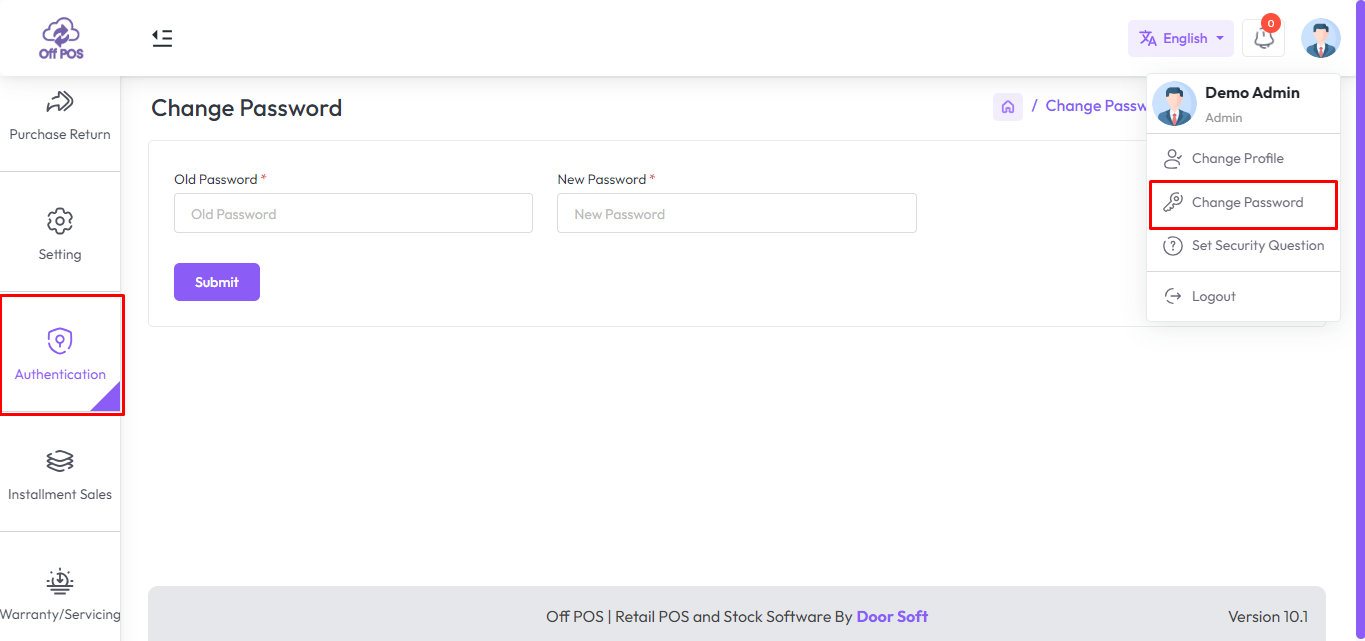 Off POS
English
0
Purchase Return
Setting
Authentication
Installment Sales
Warranty/Servicing
Change Password
/ Change Passw
Old Password *
Old Password
New Password *
New Password
Submit
Demo Admin
Admin
Change Profile
Change Password
Set Security Question
Logout
Off POS | Retail POS and Stock Software By Door Soft
Version 10.1